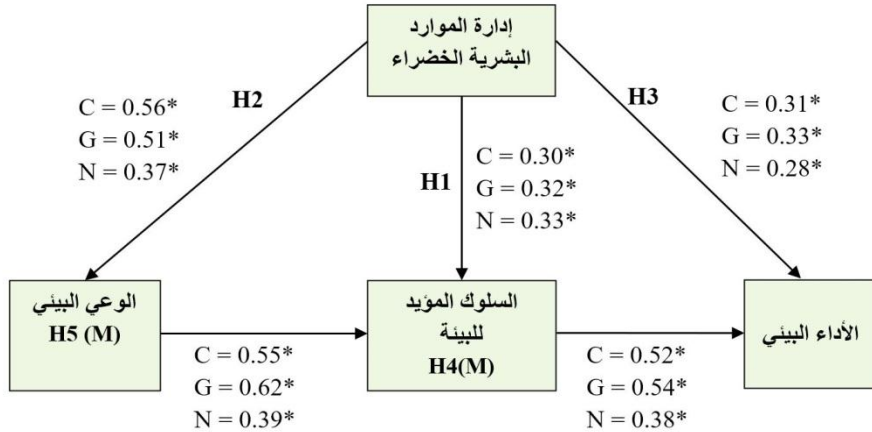 إدارة الموارد
البشرية الخضراء
H2
C = 0.56*
G = 0.51*
N = 0.37*
H1
C = 0.30*
G = 0.32*
N = 0.33*
H3
C = 0.31*
G = 0.33*
N = 0.28*
الوعي البيئي
H5 (M)
C = 0.55*
G = 0.62*
N = 0.39*
السلوك المؤيد
للبيئة
H4(M)
C = 0.52*
G = 0.54*
N = 0.38*
الأداء البيئي